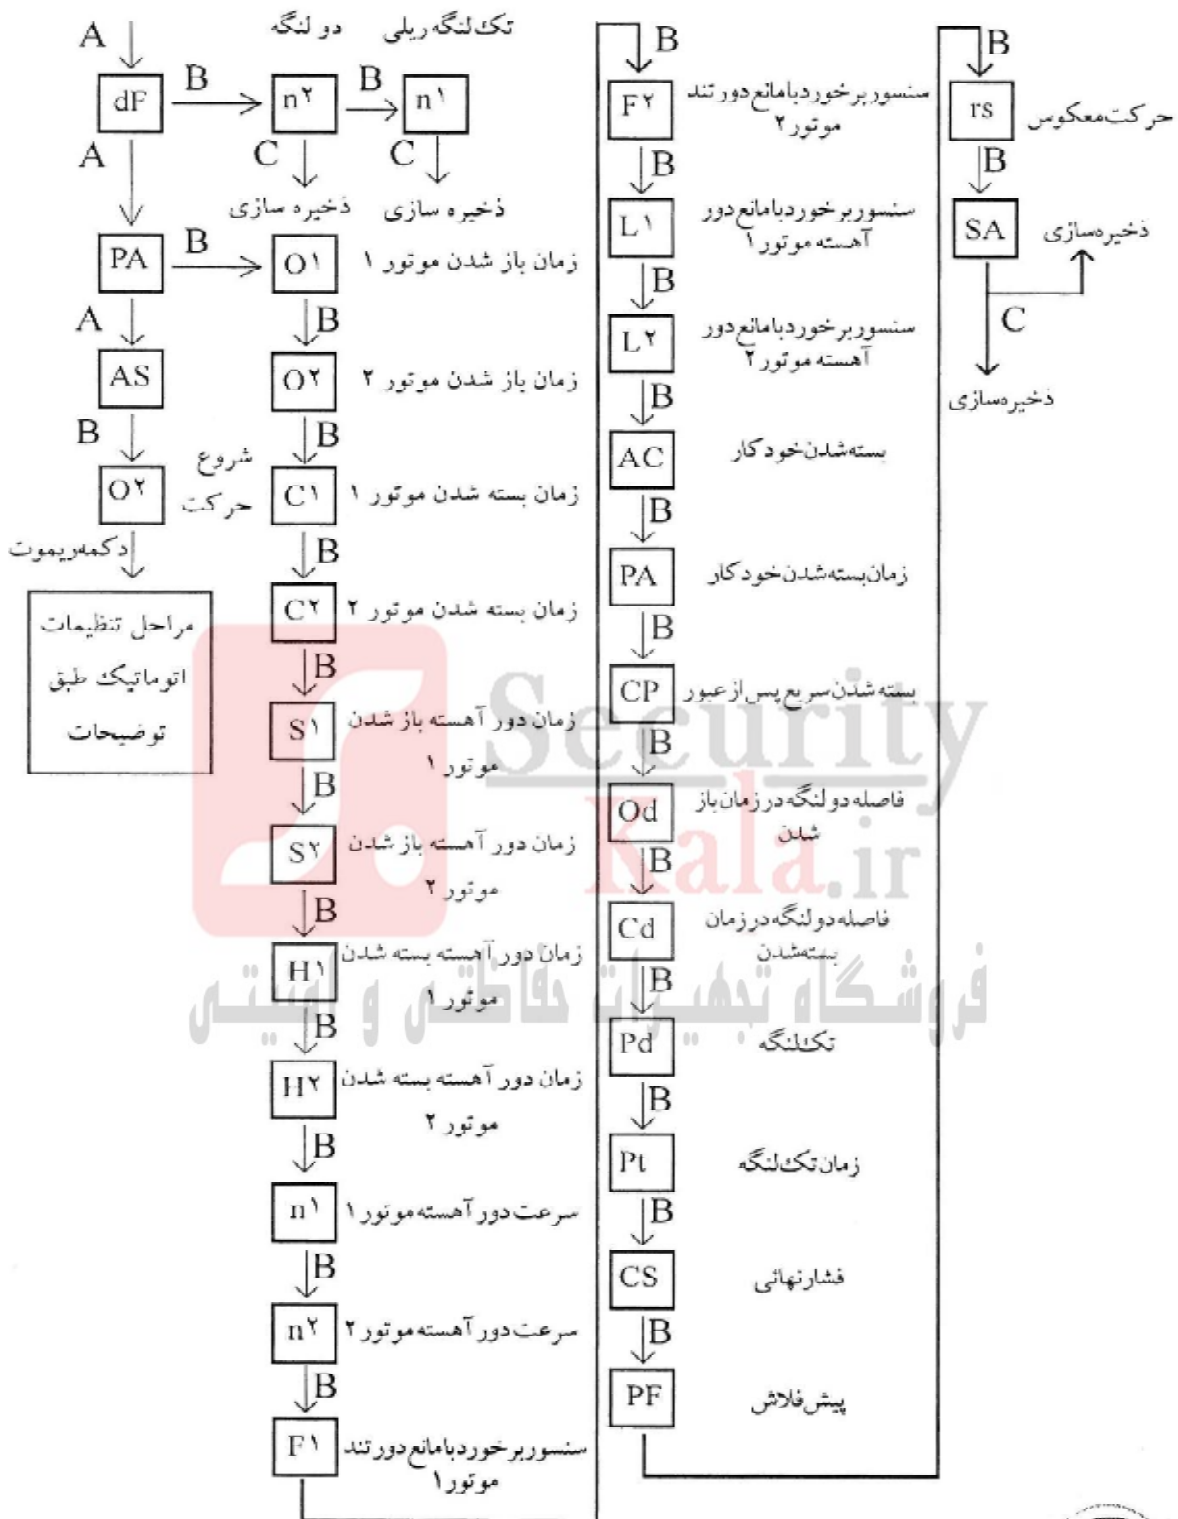 A
دو لنگه
تک لنگه ریلی
dF
B
n۲
B
n۱
A
C
C
ذخیره سازی
ذخیره سازی
PA
B
O۱
زمان باز شدن موتور ۱
A
B
AS
O۲
زمان باز شدن موتور ۲
B
B
O۲
شروع
حرکت
C۱
زمان بسته شدن موتور ۱
دکمه ریموت
B
مراحل تنظیمات
اتوماتیک طبق
توضیحات
C۲
زمان بسته شدن موتور ۲
B
S۱
زمان دور آهسته باز شدن
موتور ۱
B
S۲
زمان دور آهسته باز شدن
موتور ۲
B
H۱
زمان دور آهسته بسته شدن
موتور ۱
B
H۲
زمان دور آهسته بسته شدن
موتور ۲
B
n۱
سرعت دور آهسته موتور ۱
B
n۲
سرعت دور آهسته موتور ۲
B
F۱
سنسور برخورد با مانع دور تند
موتور ۱
B
F۲
سنسور برخورد با مانع دور تند
موتور ۲
B
L۱
سنسور برخورد با مانع دور
آهسته موتور ۱
B
L۲
سنسور برخورد با مانع دور
آهسته موتور ۲
B
AC
بسته شدن خودکار
B
PA
زمان بسته شدن خودکار
B
CP
بسته شدن سریع پس از عبور
B
Od
فاصله دو لنگه در زمان باز
شدن
B
Cd
فاصله دو لنگه در زمان
بسته شدن
B
Pd
تک لنگه
B
Pt
زمان تک لنگه
B
CS
فشار نهائی
B
PF
پیش فلاش
B
rs
حرکت معکوس
B
SA
ذخیره سازی
C
ذخیره سازی
Security
Kala.ir
فروشگاه تجهیزات حفاظتی و امنیتی